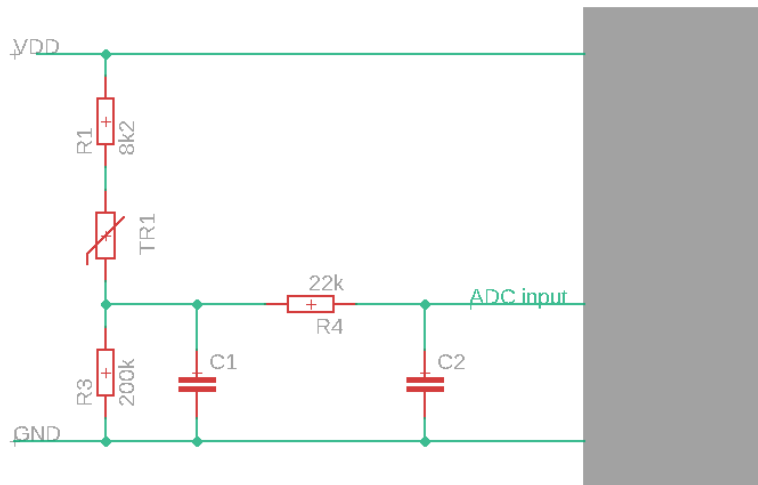 VDD
R1
8k2
TR1
22k
ADC input
R4
C1
C2
R3
200k
GND